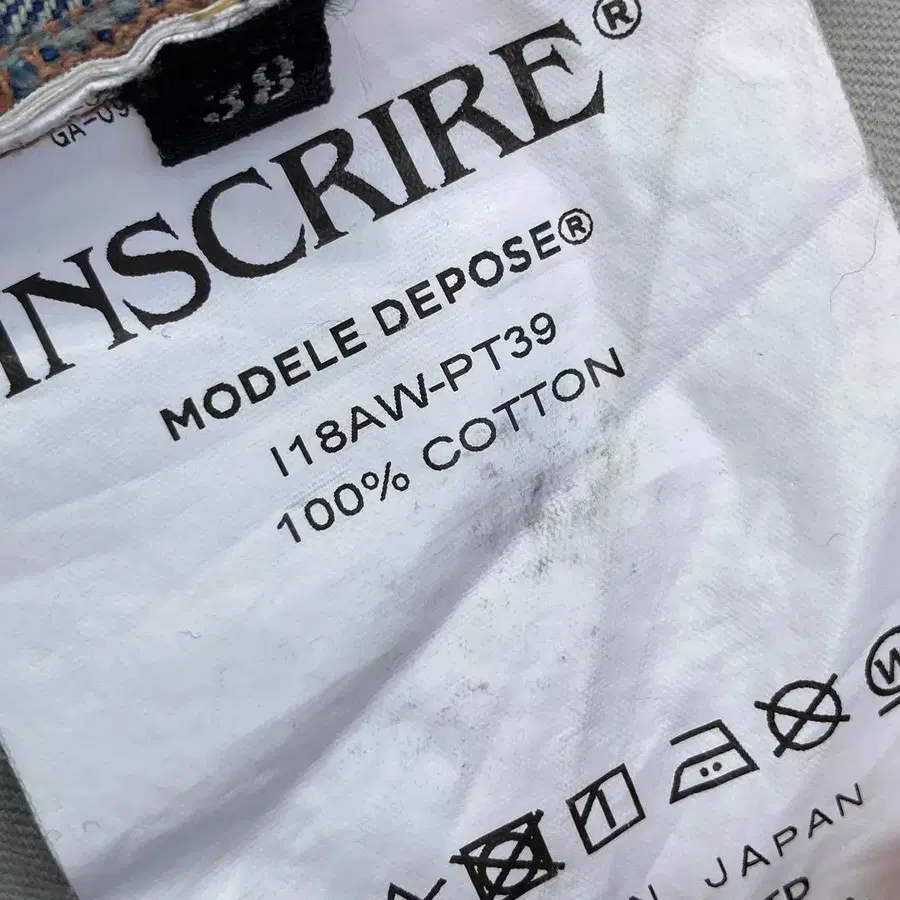 38
INSCRIRE®
MODELE DEPOSE®
I18AW-PT39
100% COTTON
W
JAPAN